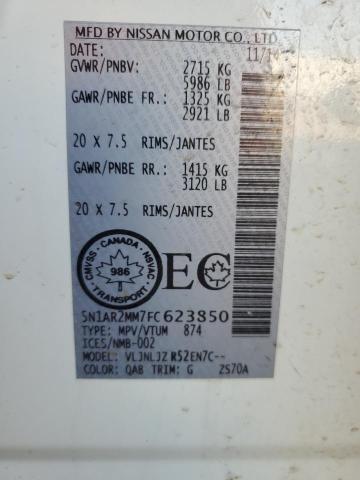 MFD BY NISSAN MOTOR CO., LTD.
DATE: 11/14
GVWR/PNBV: 2715 KG
5986 LB
GAWR/PNBE FR.: 1325 KG
2921 LB
20 X 7.5 RIMS/JANTES
GAWR/PNBE RR.: 1415 KG
3120 LB
20 X 7.5 RIMS/JANTES
CANADA
CMVSS 986 NSVAC
TRANSPORT
EC
5N1AR2MM7FC623850
TYPE: MPV/VTUM 874
ICES/NMB-002
MODEL: VLJNLJZ R52EN7C--
COLOR: QAB TRIM: G ZS70A